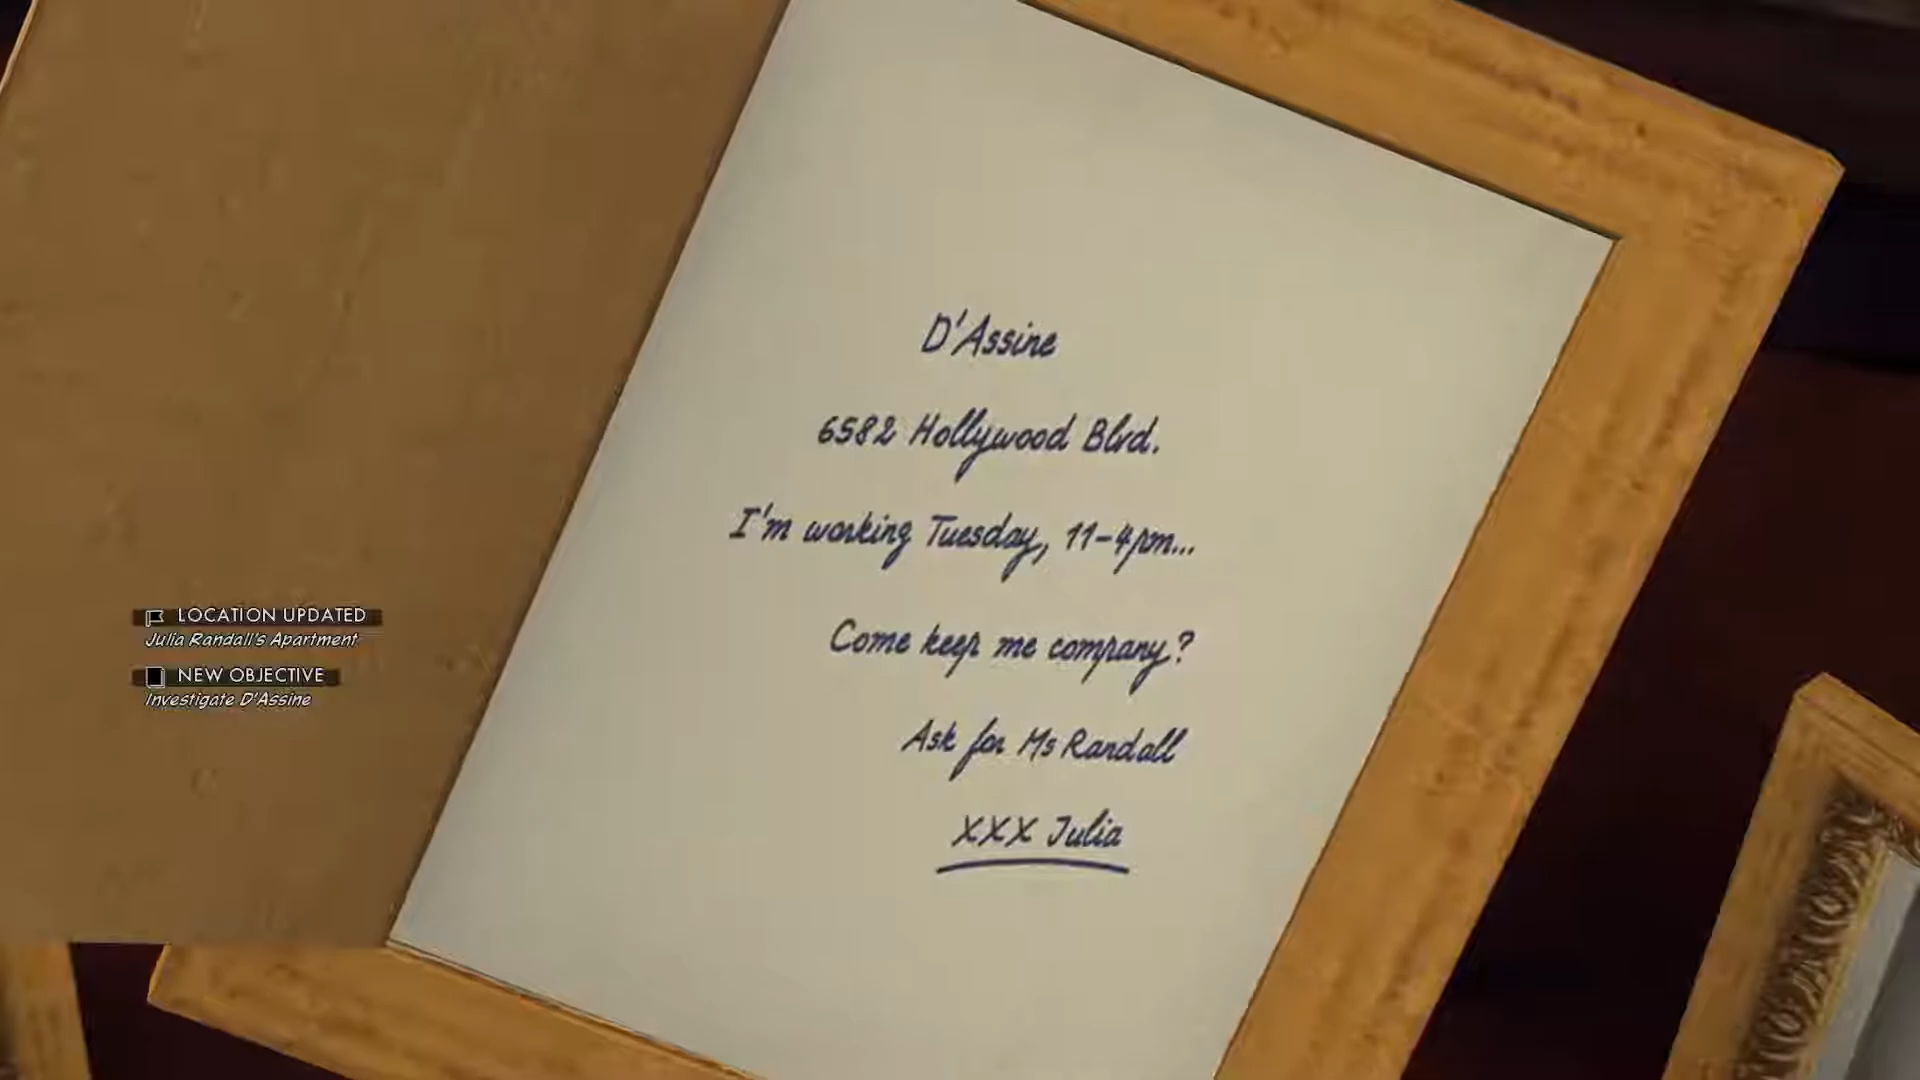 D'Assine
6582 Hollywood Blvd.
I'm working Tuesday, 11-4pm...
Come keep me company?
Ask for Ms Randall
XXX Julia
LOCATION UPDATED
Julia Randall's Apartment
NEW OBJECTIVE
Investigate D'Assine